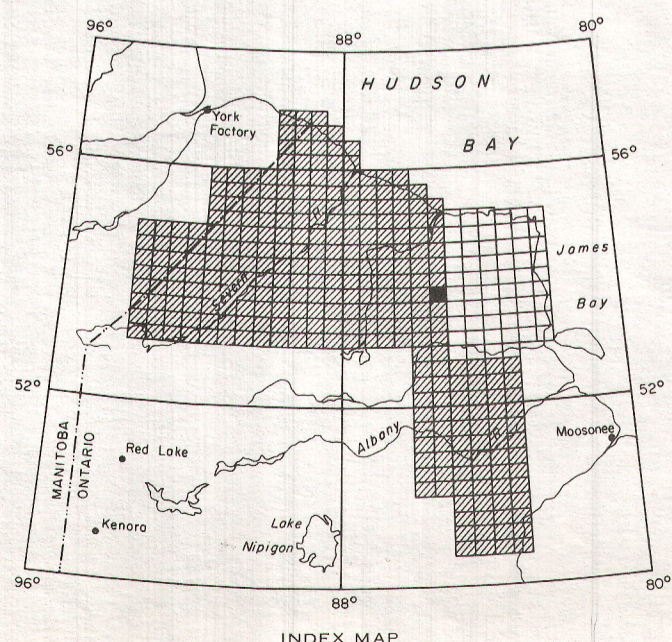 96°
88°
80°
HUDSON
BAY
York
Factory
56°
56°
James
Bay
Severn
R.
52°
52°
MANITOBA
ONTARIO
Red Lake
Albany
R.
Moosonee
Kenora
Lake
Nipigon
96°
88°
80°
INDEX MAP